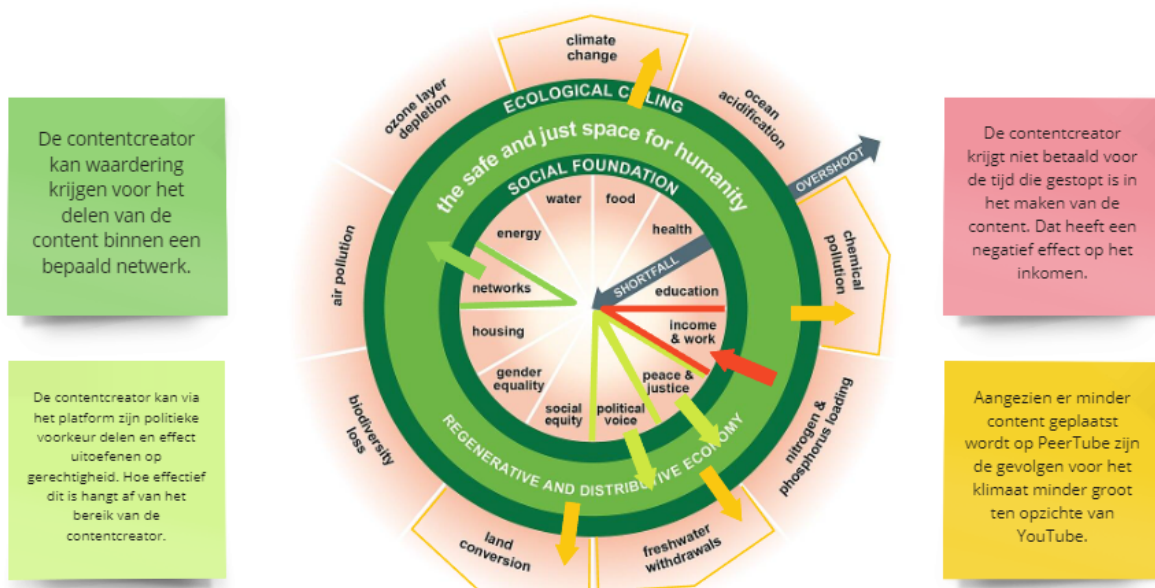 De contentcreator
kan waardering
krijgen voor het
delen van de
content binnen een
bepaald netwerk.
De contentcreator kan via
het platform zijn politieke
voorkeur delen en effect
uitoefenen op
gerechtigheid. Hoe effectief
dit is hangt af van het
bereik van de
contentcreator.
climate
change
ozone layer
depletion
ocean
acidification
air pollution
chemical
pollution
biodiversity
loss
nitrogen &
phosphorus loading
land
conversion
freshwater
withdrawals
ECOLOGICAL CEILING
the safe and just space for humanity
SOCIAL FOUNDATION
OVERSHOOT
water
food
energy
health
SHORTFALL
networks
education
housing
income
& work
gender
equality
peace &
justice
social
equity
political
voice
REGENERATIVE AND DISTRIBUTIVE ECONOMY
De contentcreator
krijgt niet betaald voor
de tijd die gestopt is in
het maken van de
content. Dat heeft een
negatief effect op het
inkomen.
Aangezien er minder
content geplaatst
wordt op PeerTube zijn
de gevolgen voor het
klimaat minder groot
ten opzichte van
YouTube.